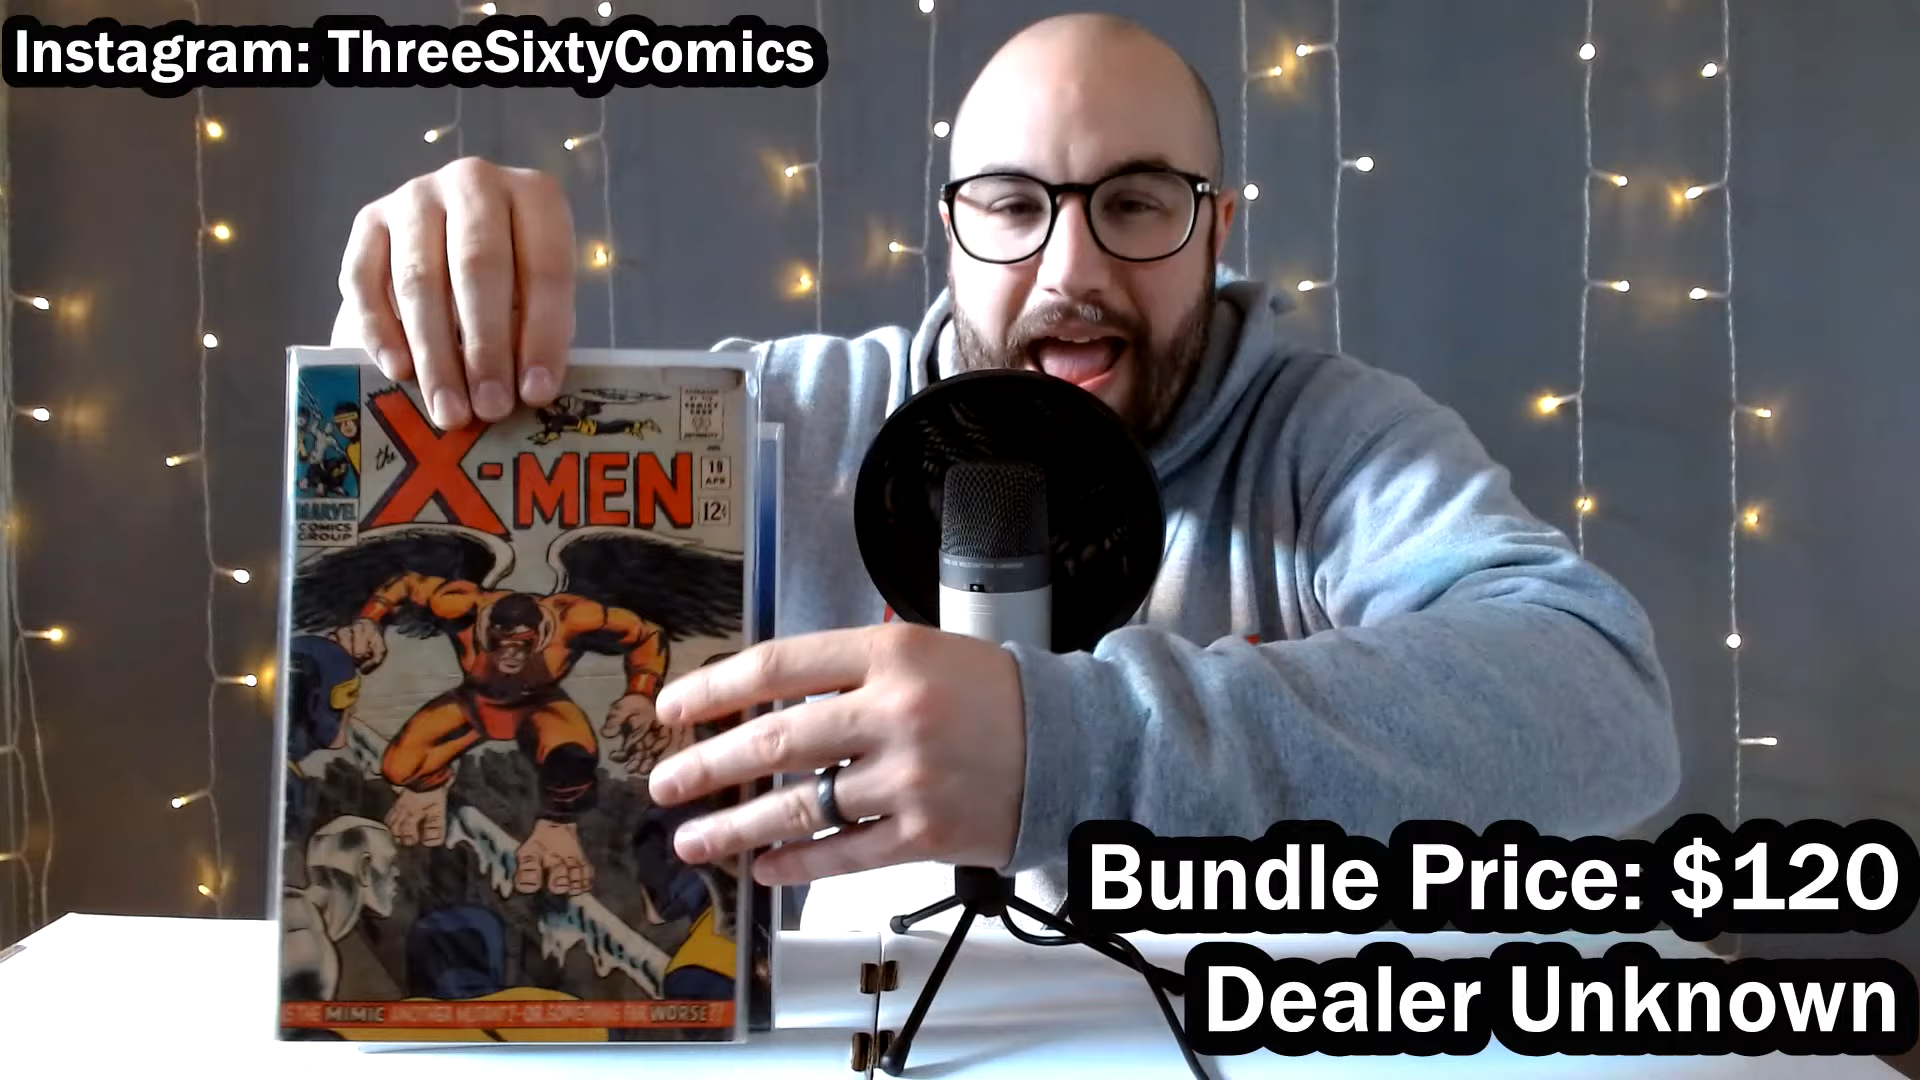 Instagram: ThreeSixtyComics
the X-MEN
19
APR
12¢
MARVEL
COMICS
GROUP
IS THE MIMIC ANOTHER MUTANT?-OR SOMETHING FAR WORSE??
Bundle Price: $120
Dealer Unknown